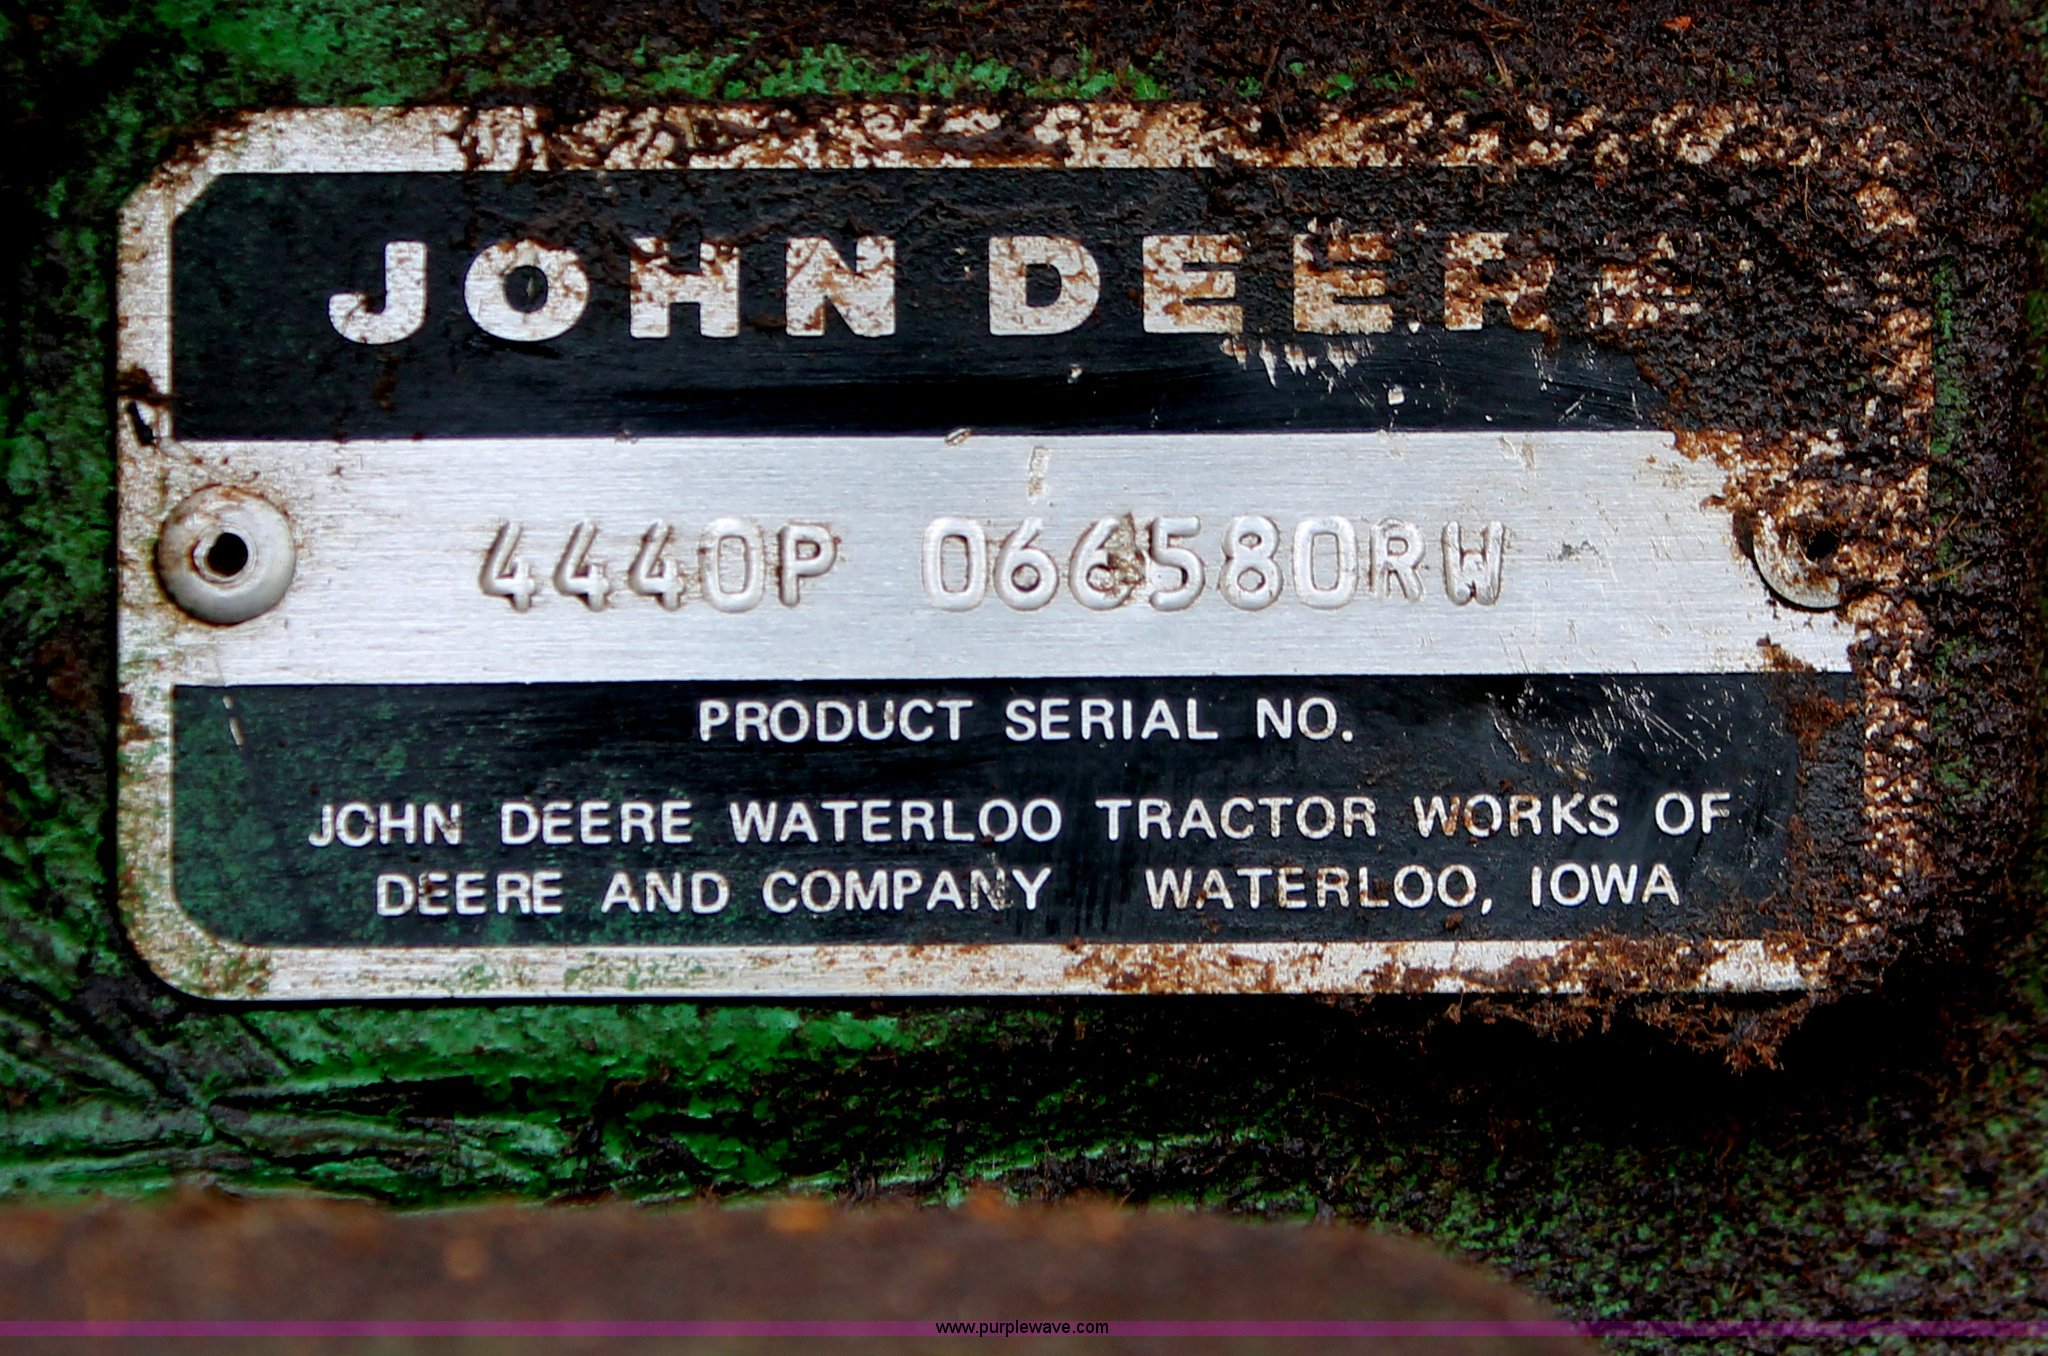 JOHN DEERE
4440P 066580RW
PRODUCT SERIAL NO.
JOHN DEERE WATERLOO TRACTOR WORKS OF
DEERE AND COMPANY WATERLOO, IOWA
www.purplewave.com